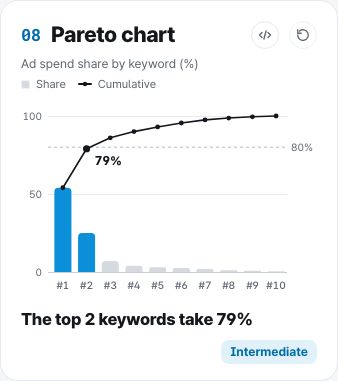 08 Pareto chart
Ad spend share by keyword (%)
Share Cumulative
100
80%
79%
50
0
#1 #2 #3 #4 #5 #6 #7 #8 #9 #10
The top 2 keywords take 79%
Intermediate